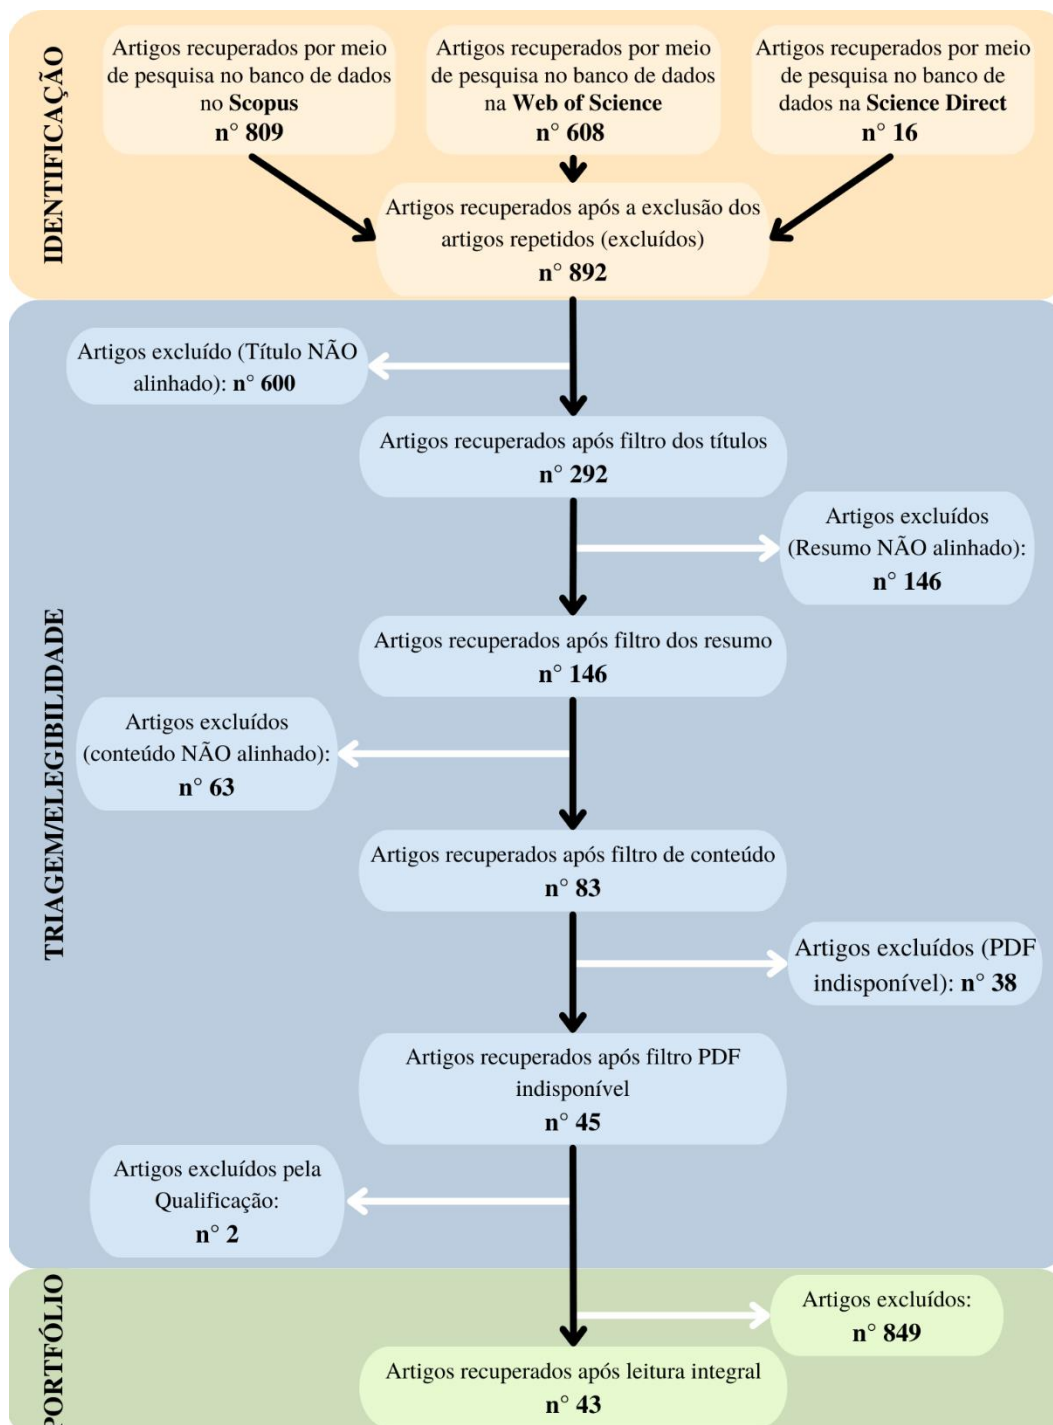 IDENTIFICAÇÃO
Artigos recuperados por meio
de pesquisa no banco de dados
no Scopus
n° 809
Artigos recuperados por meio
de pesquisa no banco de dados
na Web of Science
n° 608
Artigos recuperados por meio
de pesquisa no banco de
dados na Science Direct
n° 16
Artigos recuperados após a exclusão dos
artigos repetidos (excluídos)
n° 892
TRIAGEM/ELEGIBILIDADE
Artigos excluído (Título NÃO
alinhado): n° 600
Artigos recuperados após filtro dos títulos
n° 292
Artigos excluídos
(Resumo NÃO alinhado):
n° 146
Artigos recuperados após filtro dos resumo
n° 146
Artigos excluídos
(conteúdo NÃO alinhado):
n° 63
Artigos recuperados após filtro de conteúdo
n° 83
Artigos excluídos (PDF
indisponível): n° 38
Artigos recuperados após filtro PDF
indisponível
n° 45
Artigos excluídos pela
Qualificação:
n° 2
PORTFÓLIO
Artigos excluídos:
n° 849
Artigos recuperados após leitura integral
n° 43